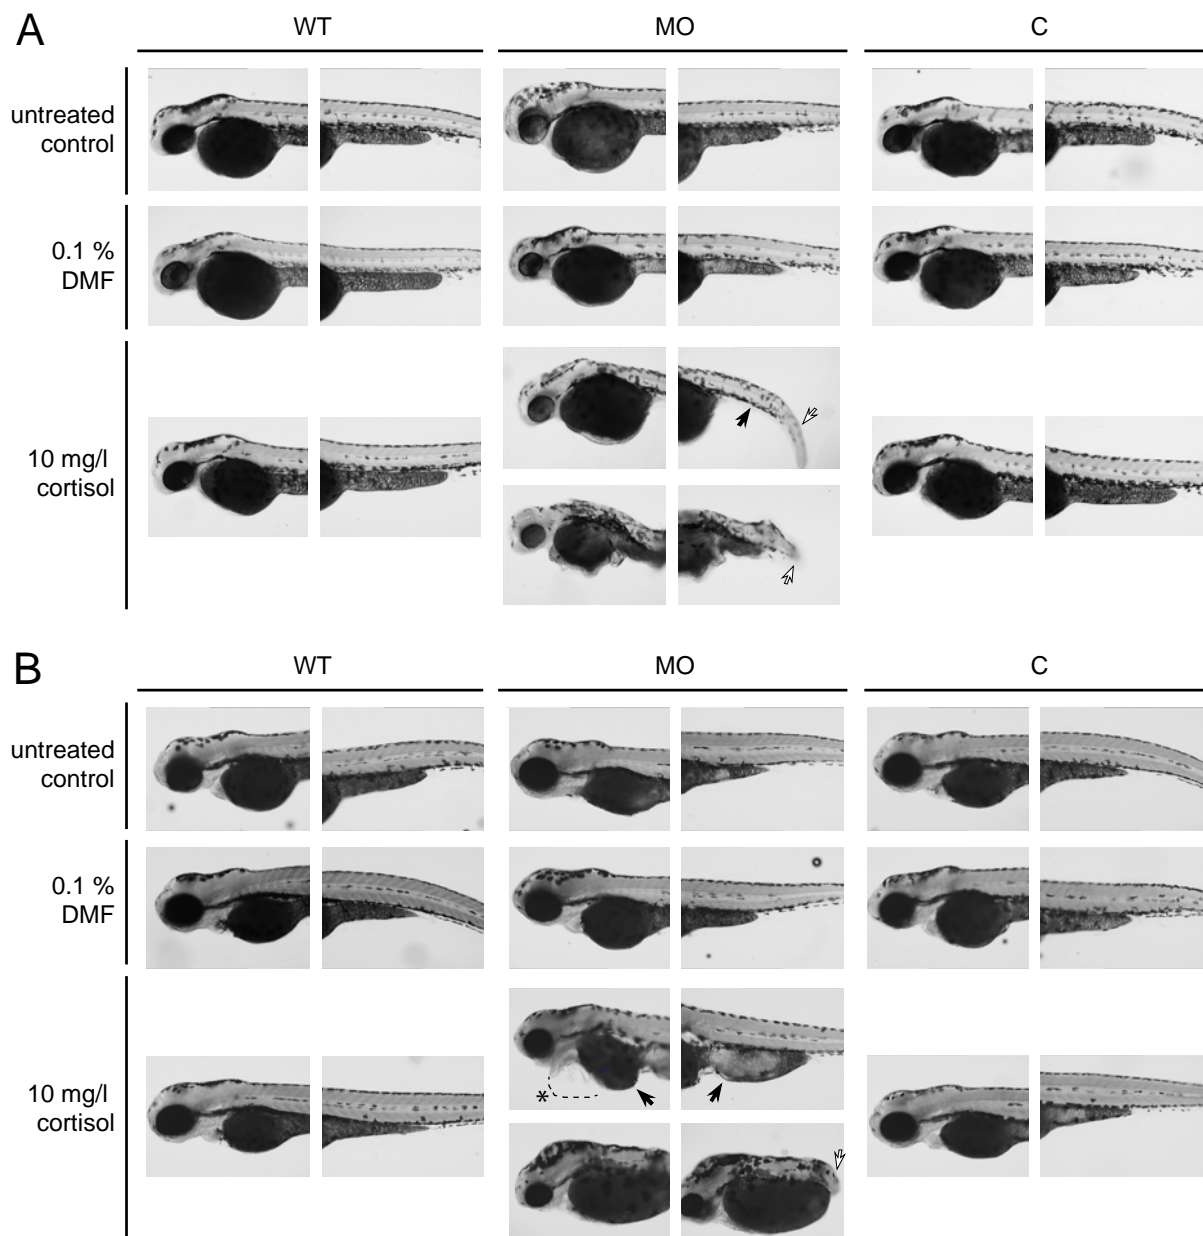 A
WT
MO
C
untreated
control
0.1 %
DMF
10 mg/l
cortisol
B
WT
MO
C
untreated
control
0.1 %
DMF
10 mg/l
cortisol
*